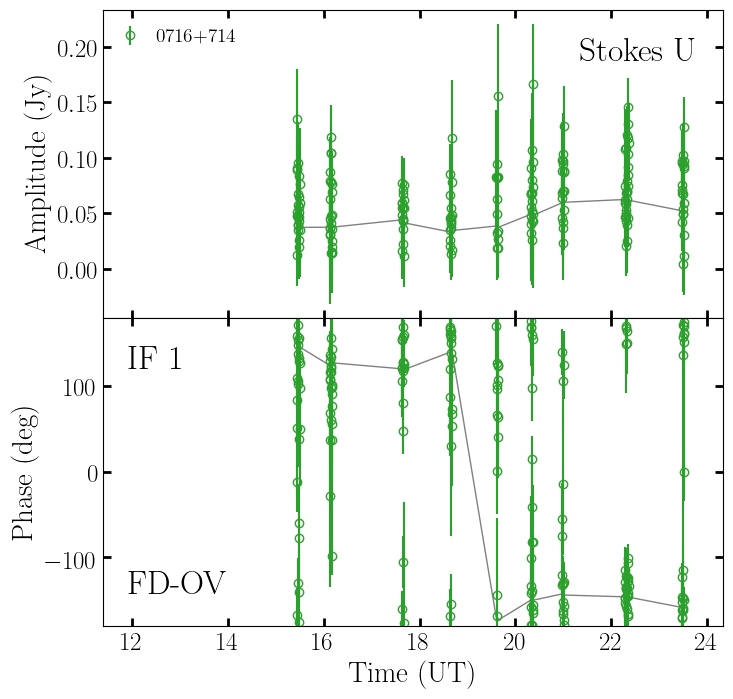 0716+714
Stokes U
0.20
0.15
0.10
0.05
0.00
Amplitude (Jy)
IF 1
100
0
−100
Phase (deg)
FD-OV
12 14 16 18 20 22 24
Time (UT)